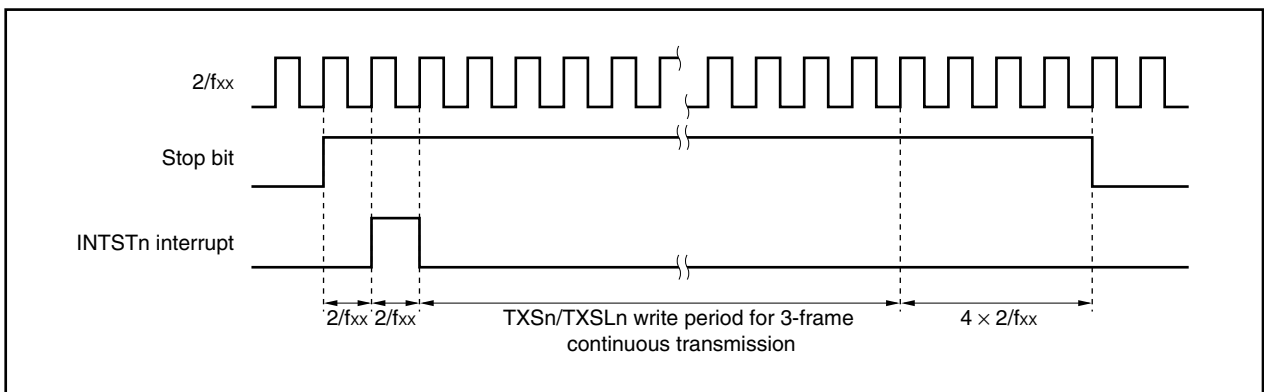 2/fxx
Stop bit
INTSTn interrupt
2/fxx 2/fxx
TXSn/TXSLn write period for 3-frame
continuous transmission
4 × 2/fxx